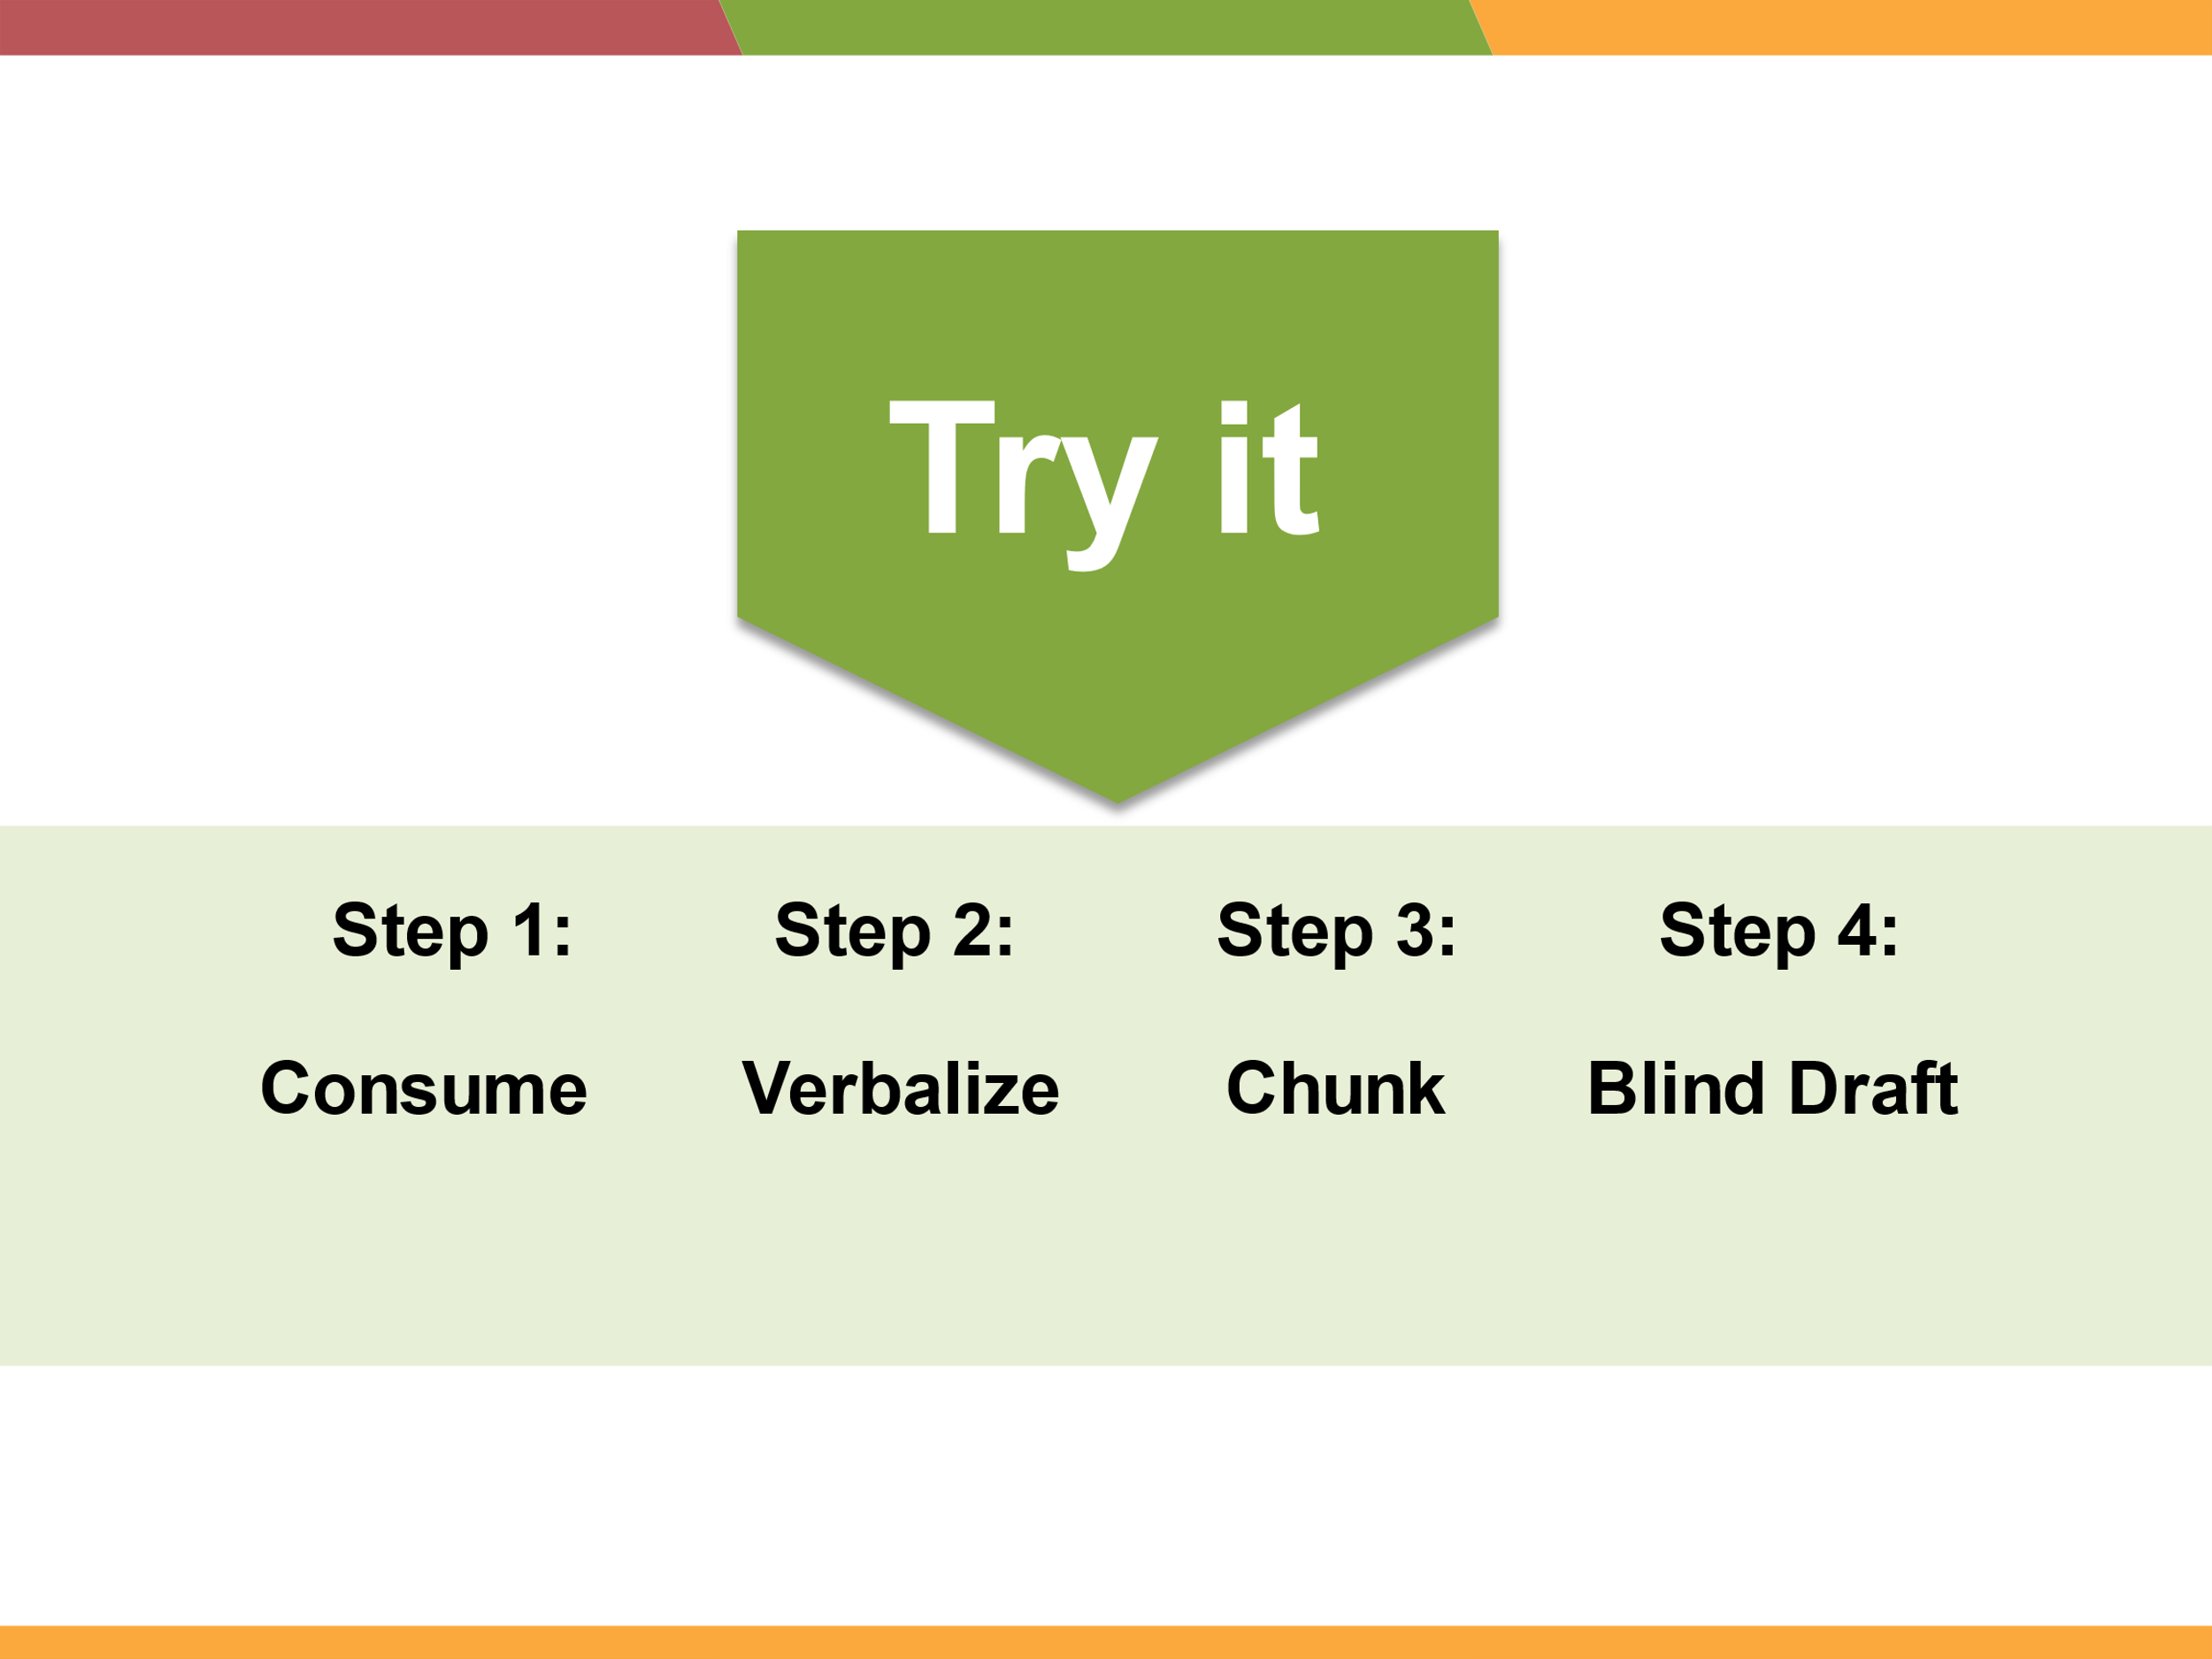 Try it
Step 1: Step 2: Step 3: Step 4:
Consume Verbalize Chunk Blind Draft